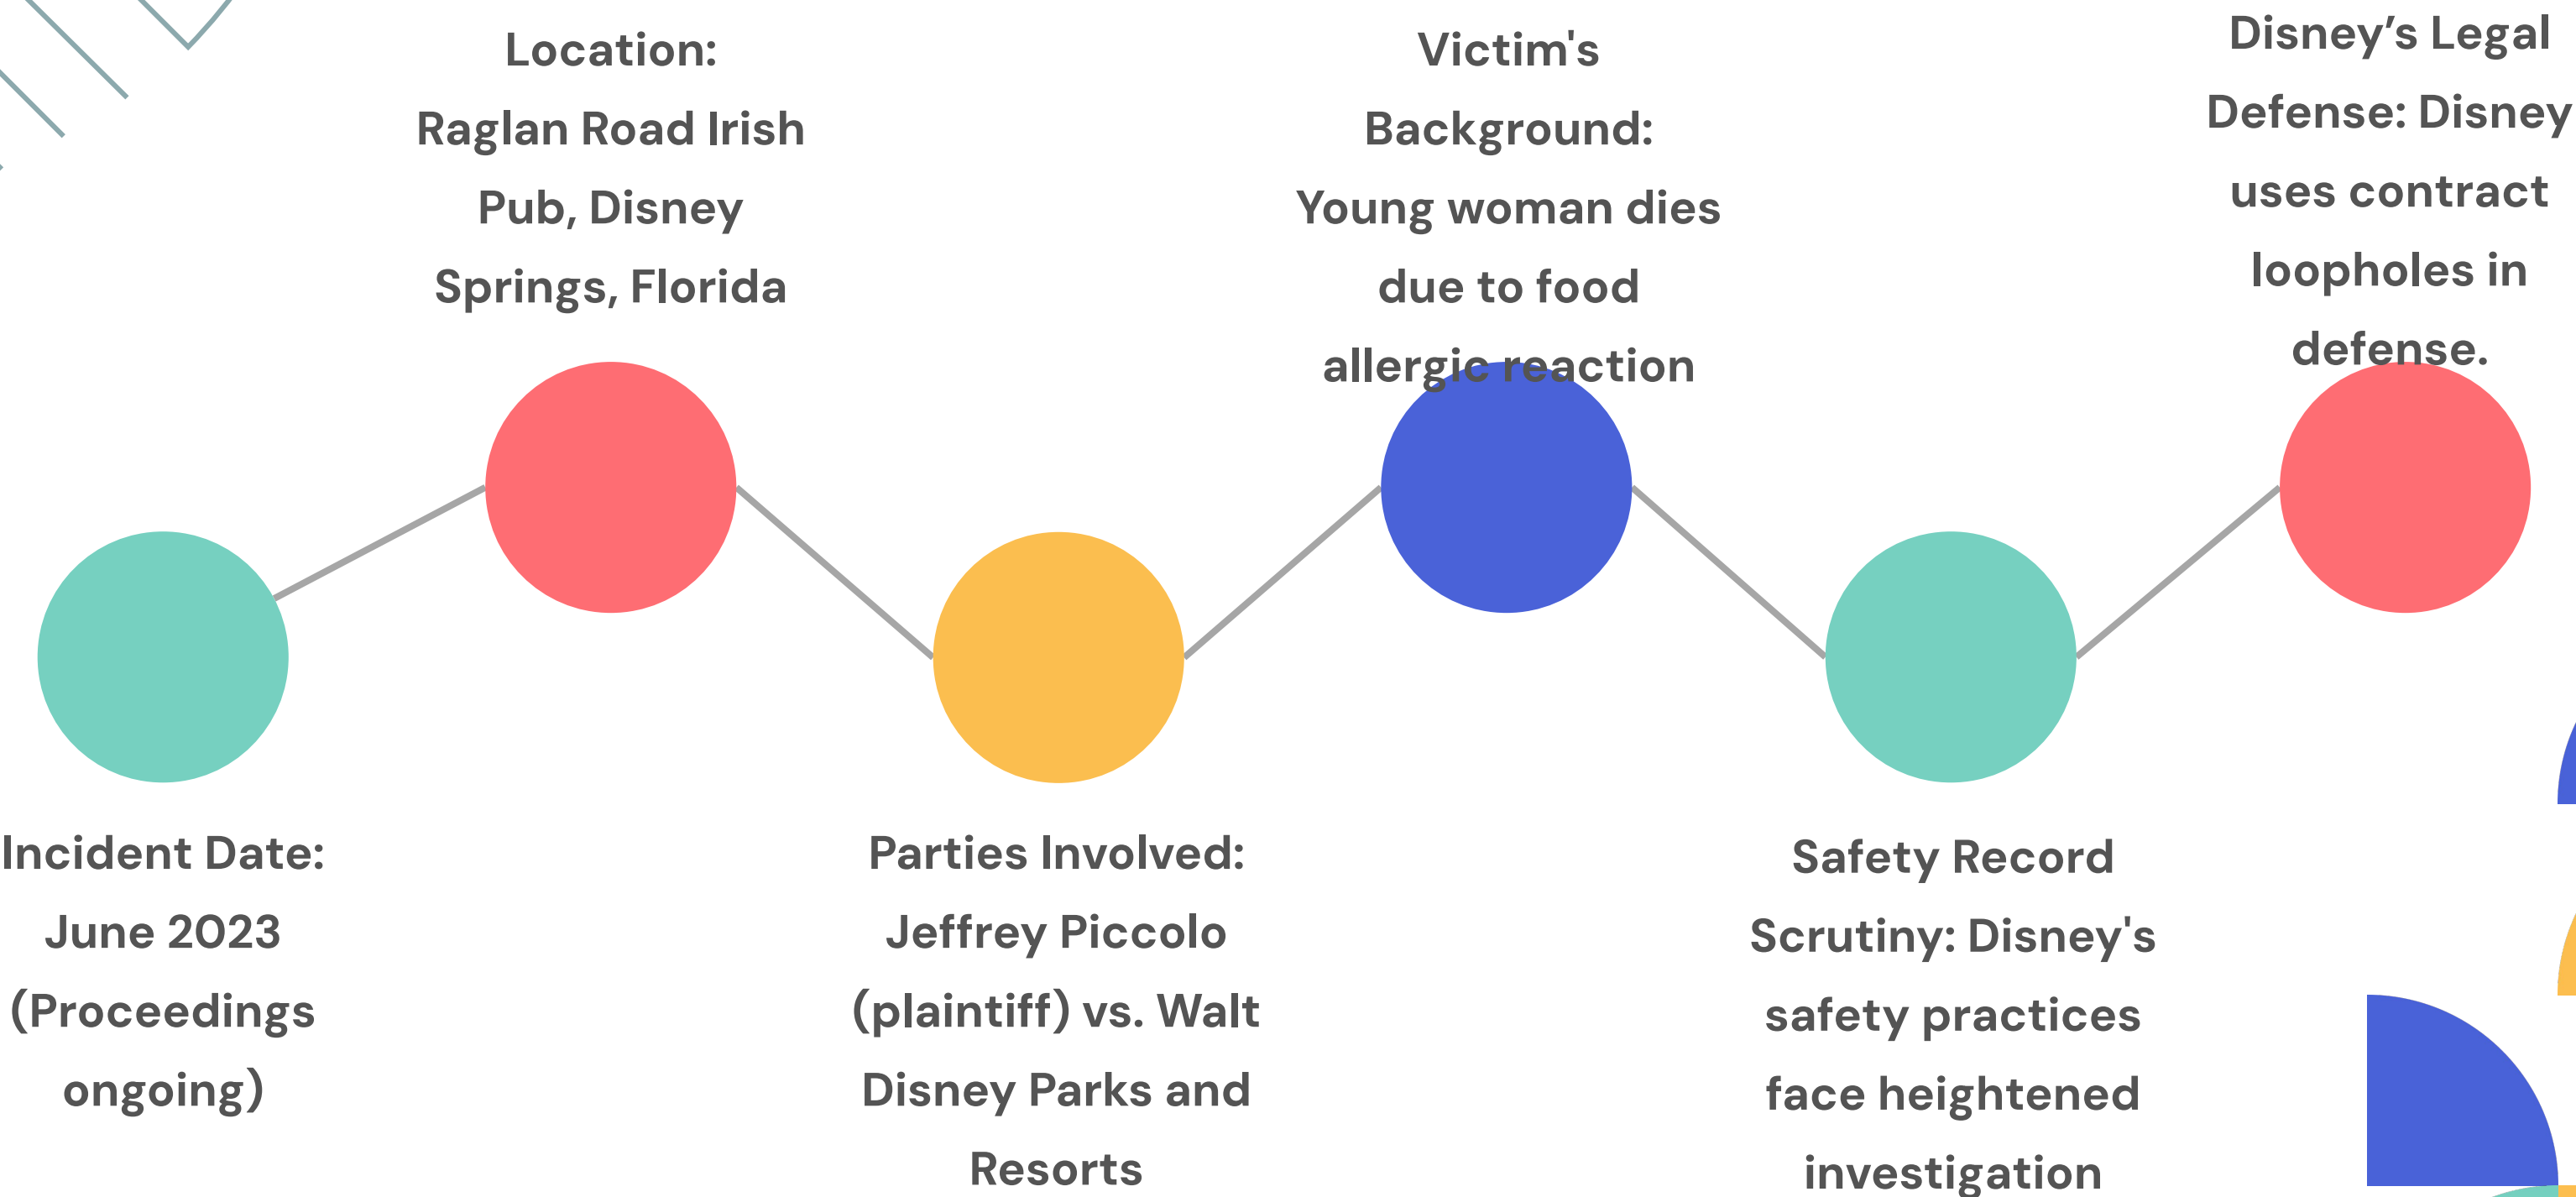 Location:
Raglan Road Irish
Pub, Disney
Springs, Florida
Victim's
Background:
Young woman dies
due to food
allergic reaction
Disney’s Legal
Defense: Disney
uses contract
loopholes in
defense.
Incident Date:
June 2023
(Proceedings
ongoing)
Parties Involved:
Jeffrey Piccolo
(plaintiff) vs. Walt
Disney Parks and
Resorts
Safety Record
Scrutiny: Disney's
safety practices
face heightened
investigation